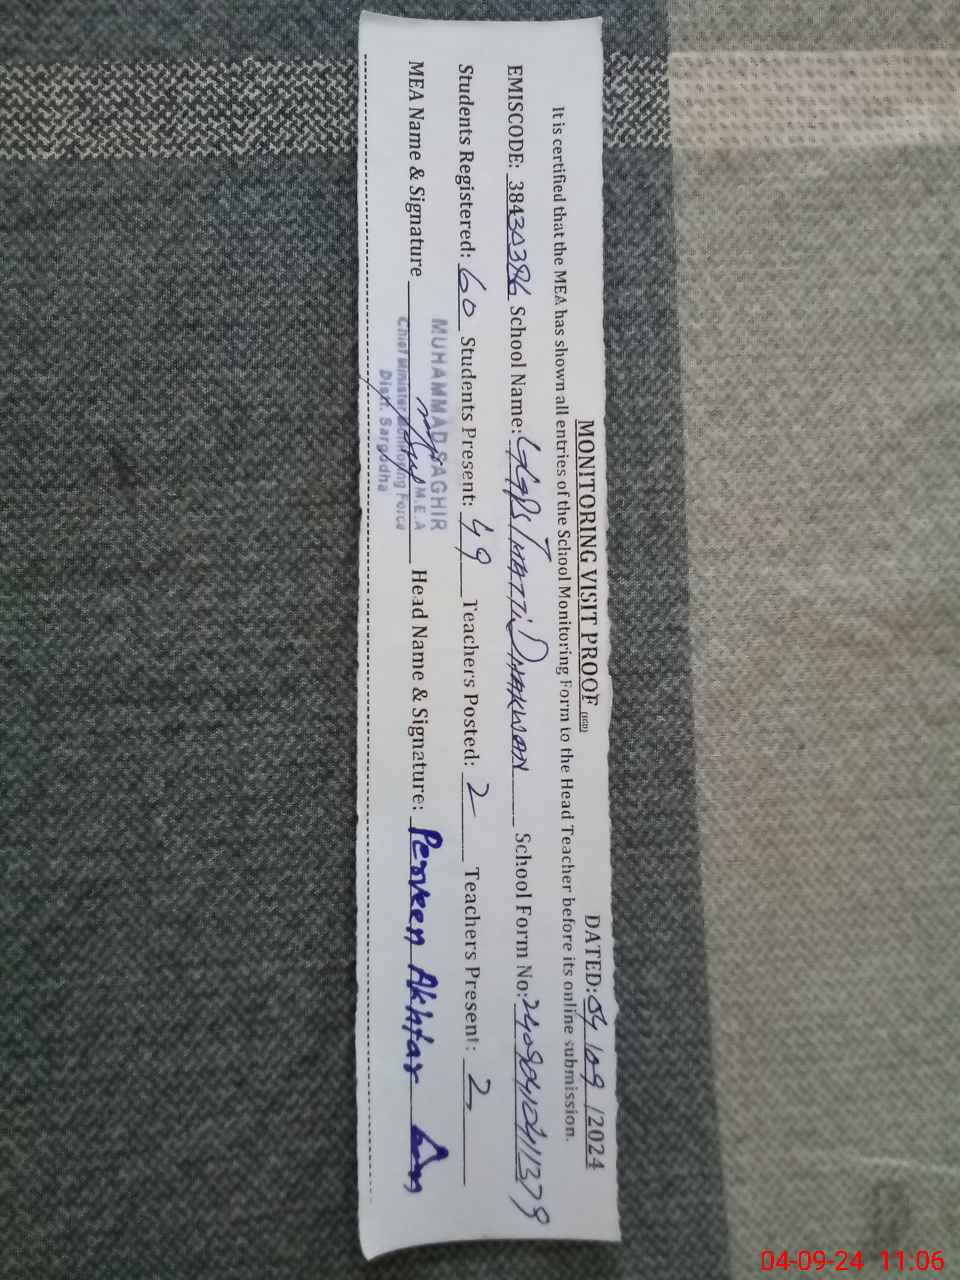 MONITORING VISIT PROOF DATED: 04/09/2024
It is certified that the MEA has shown all entries of the School Monitoring Form to the Head Teacher before its online submission.
EMISCODE: 38430386 School Name: GGPS MATTI DHAKWAN School Form No:
Students Registered: 60 Students Present: 49 Teachers Posted: 2 Teachers Present: 2
MEA Name & Signature Head Name & Signature: Perveen Akhtar
MUHAMMAD SAGHIR
M.E.A
Chief Minister Monitoring Force
Distt. Sargodha
04-09-24 11:06